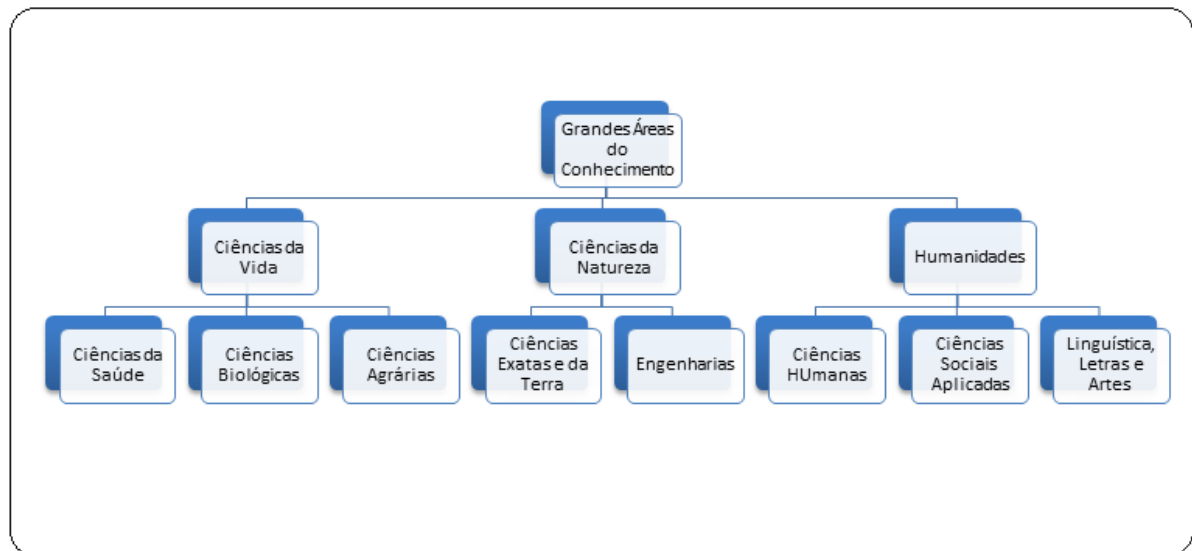 Grandes Áreas
do
Conhecimento
Ciências da
Vida
Ciências da
Natureza
Humanidades
Ciências da
Saúde
Ciências
Biológicas
Ciências
Agrárias
Ciências
Exatas e da
Terra
Engenharias
Ciências
HUmanas
Ciências
Sociais
Aplicadas
Linguística,
Letras e
Artes